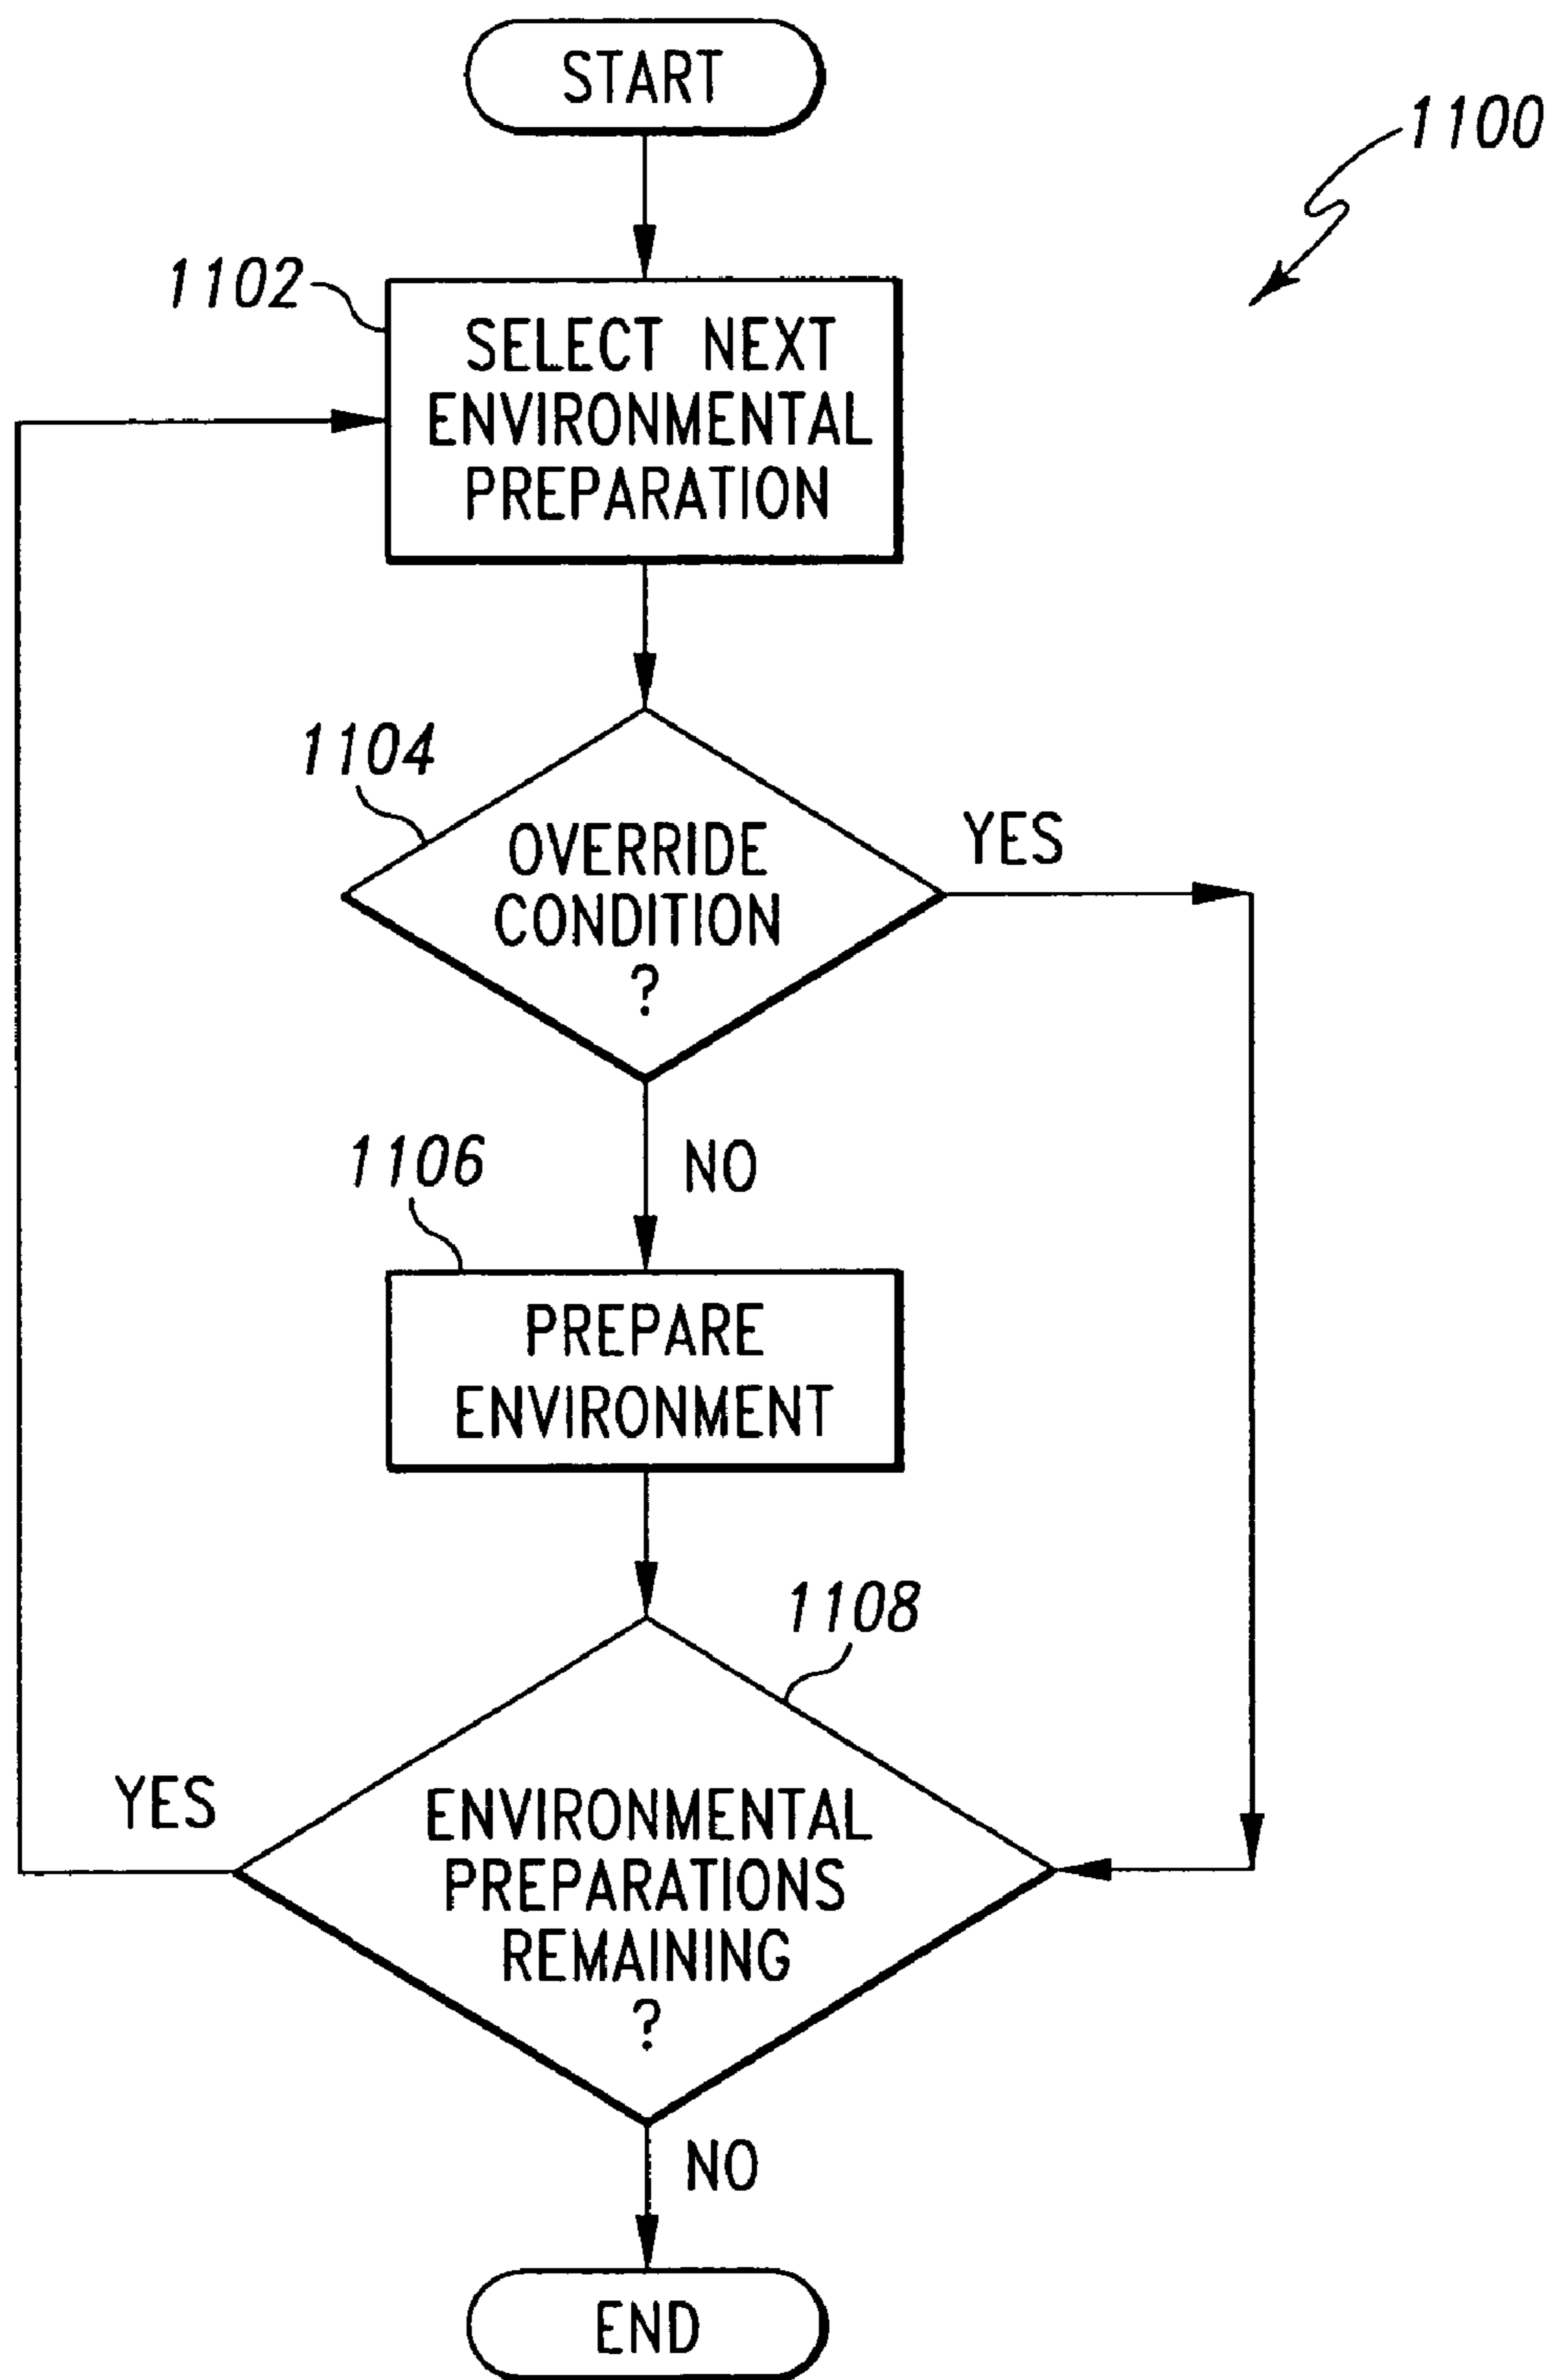 START
1100
1102
SELECT NEXT
ENVIRONMENTAL
PREPARATION
1104
OVERRIDE
CONDITION
?
YES
NO
1106
PREPARE
ENVIRONMENT
1108
YES
ENVIRONMENTAL
PREPARATIONS
REMAINING
?
NO
END